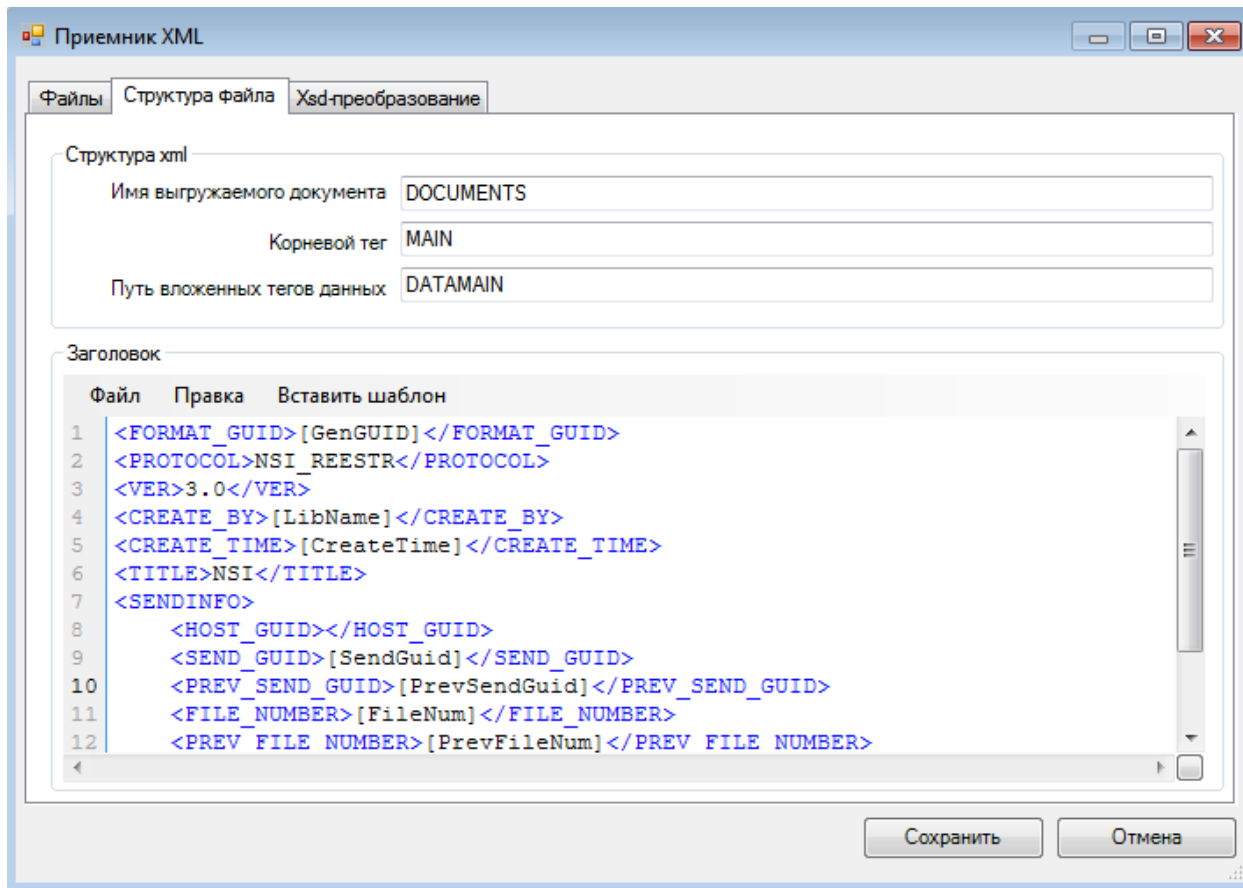 Приемник XML
Файлы Структура файла Xsd-преобразование
Структура xml
Имя выгружаемого документа DOCUMENTS
Корневой тег MAIN
Путь вложенных тегов данных DATAMAIN
Заголовок
Файл Правка Вставить шаблон
1 <FORMAT_GUID>[GenGUID]</FORMAT_GUID>
2 <PROTOCOL>NSI_REESTR</PROTOCOL>
3 <VER>3.0</VER>
4 <CREATE_BY>[LibName]</CREATE_BY>
5 <CREATE_TIME>[CreateTime]</CREATE_TIME>
6 <TITLE>NSI</TITLE>
7 <SENDINFO>
8 <HOST_GUID></HOST_GUID>
9 <SEND_GUID>[SendGuid]</SEND_GUID>
10 <PREV_SEND_GUID>[PrevSendGuid]</PREV_SEND_GUID>
11 <FILE_NUMBER>[FileNum]</FILE_NUMBER>
12 <PREV_FILE_NUMBER>[PrevFileNum]</PREV_FILE_NUMBER>
Сохранить Отмена